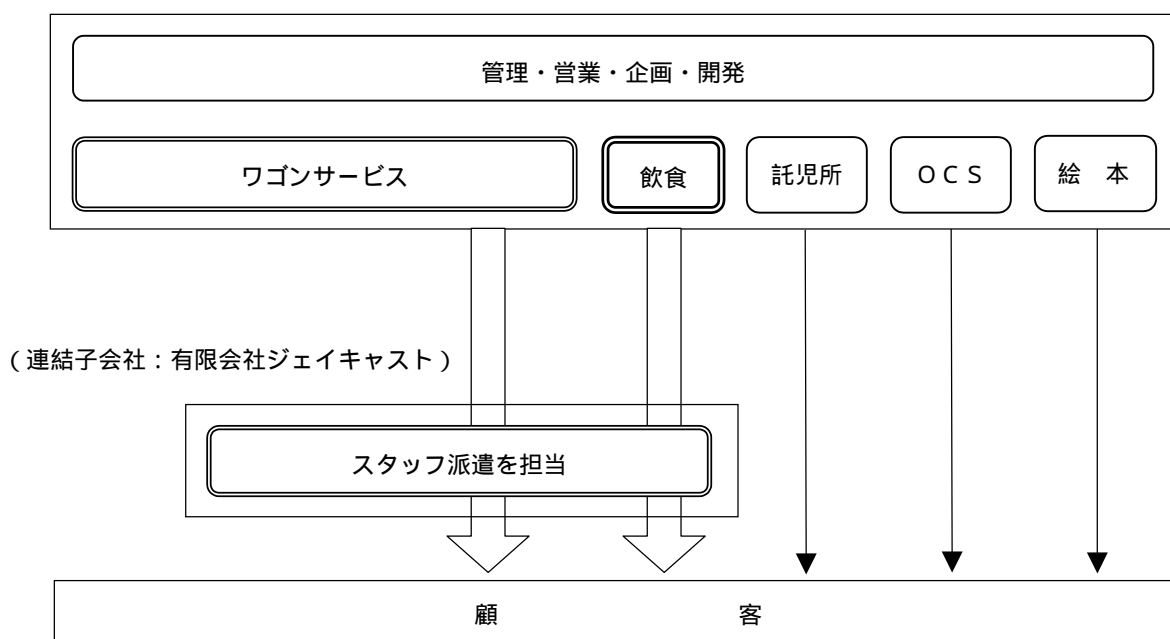 管理・営業・企画・開発
ワゴンサービス 飲食 託児所 ＯＣＳ 絵 本
（連結子会社：有限会社ジェイキャスト）
スタッフ派遣を担当
顧 客